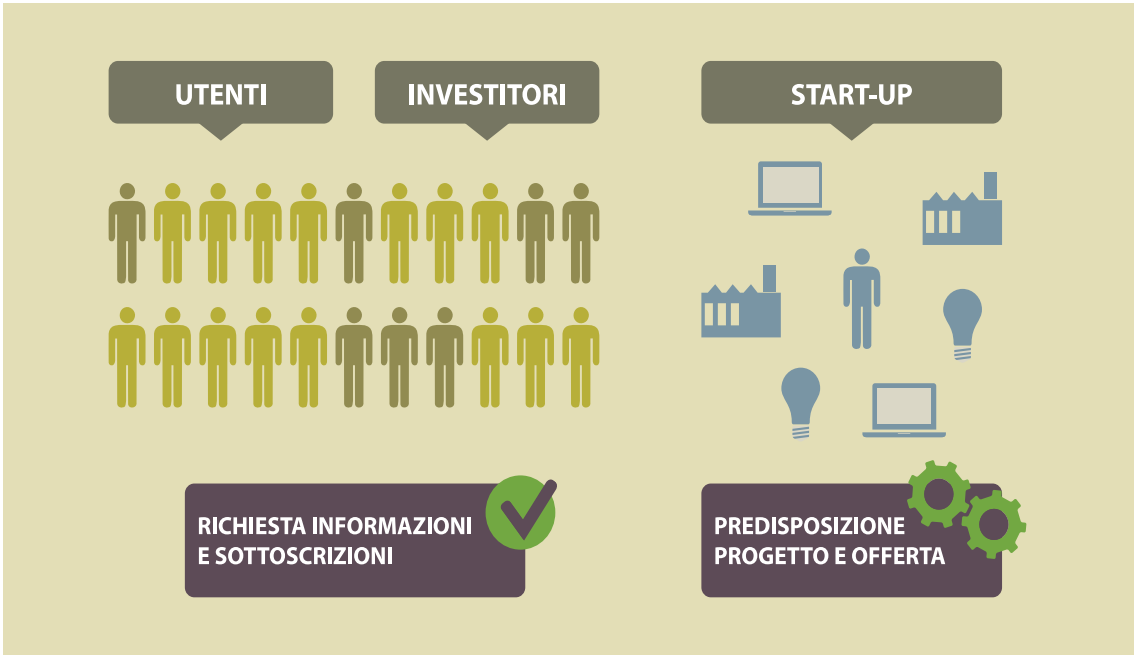 UTENTI
INVESTITORI
START-UP
RICHIESTA INFORMAZIONI
E SOTTOSCRIZIONI
PREDISPOSIZIONE
PROGETTO E OFFERTA